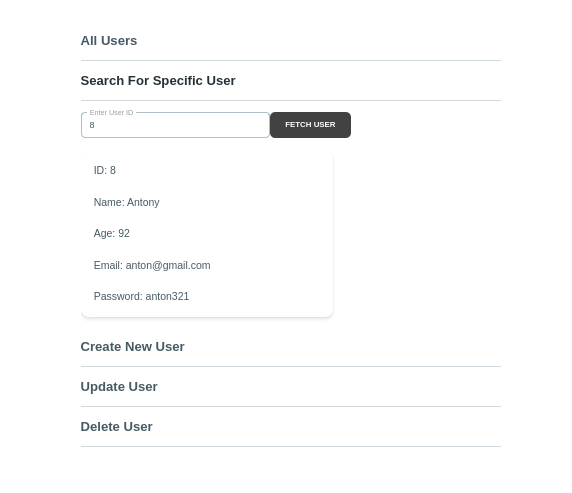 All Users
Search For Specific User
Enter User ID
8
FETCH USER
ID: 8
Name: Antony
Age: 92
Email: anton@gmail.com
Password: anton321
Create New User
Update User
Delete User